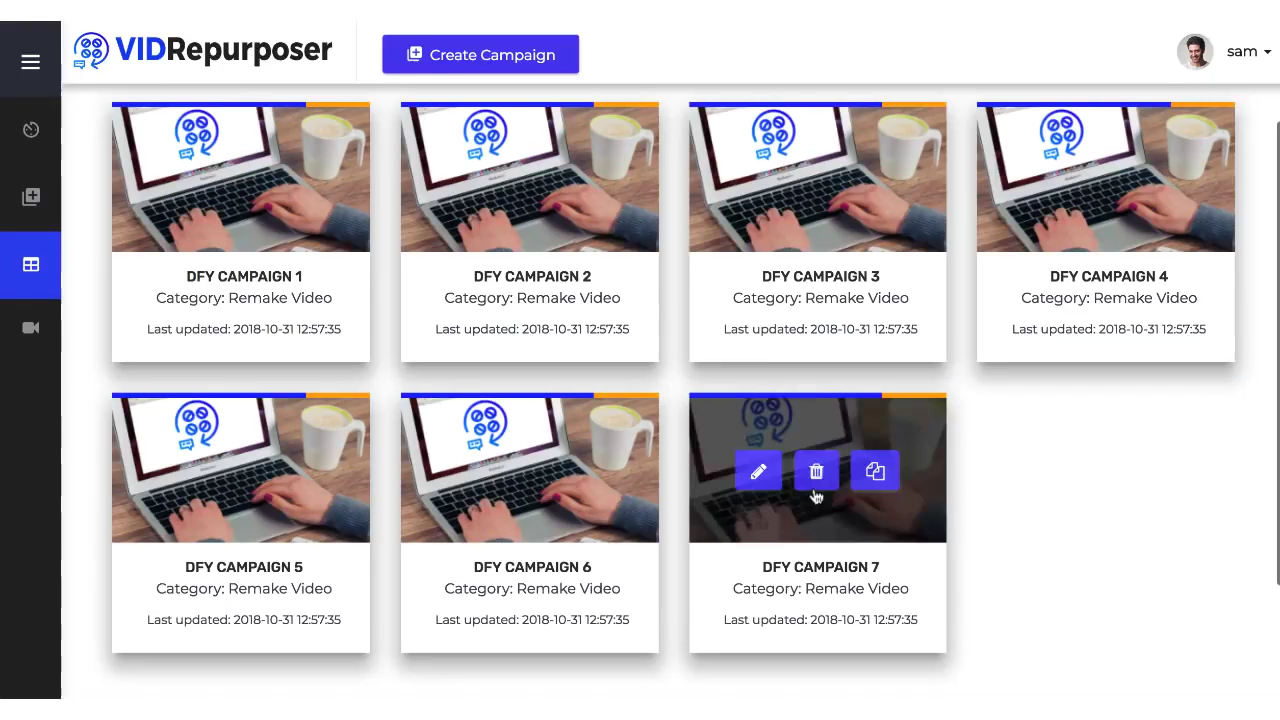 VIDRepurposer
Create Campaign
sam
DFY CAMPAIGN 1
Category: Remake Video
Last updated: 2018-10-31 12:57:35
DFY CAMPAIGN 2
Category: Remake Video
Last updated: 2018-10-31 12:57:35
DFY CAMPAIGN 3
Category: Remake Video
Last updated: 2018-10-31 12:57:35
DFY CAMPAIGN 4
Category: Remake Video
Last updated: 2018-10-31 12:57:35
DFY CAMPAIGN 5
Category: Remake Video
Last updated: 2018-10-31 12:57:35
DFY CAMPAIGN 6
Category: Remake Video
Last updated: 2018-10-31 12:57:35
DFY CAMPAIGN 7
Category: Remake Video
Last updated: 2018-10-31 12:57:35